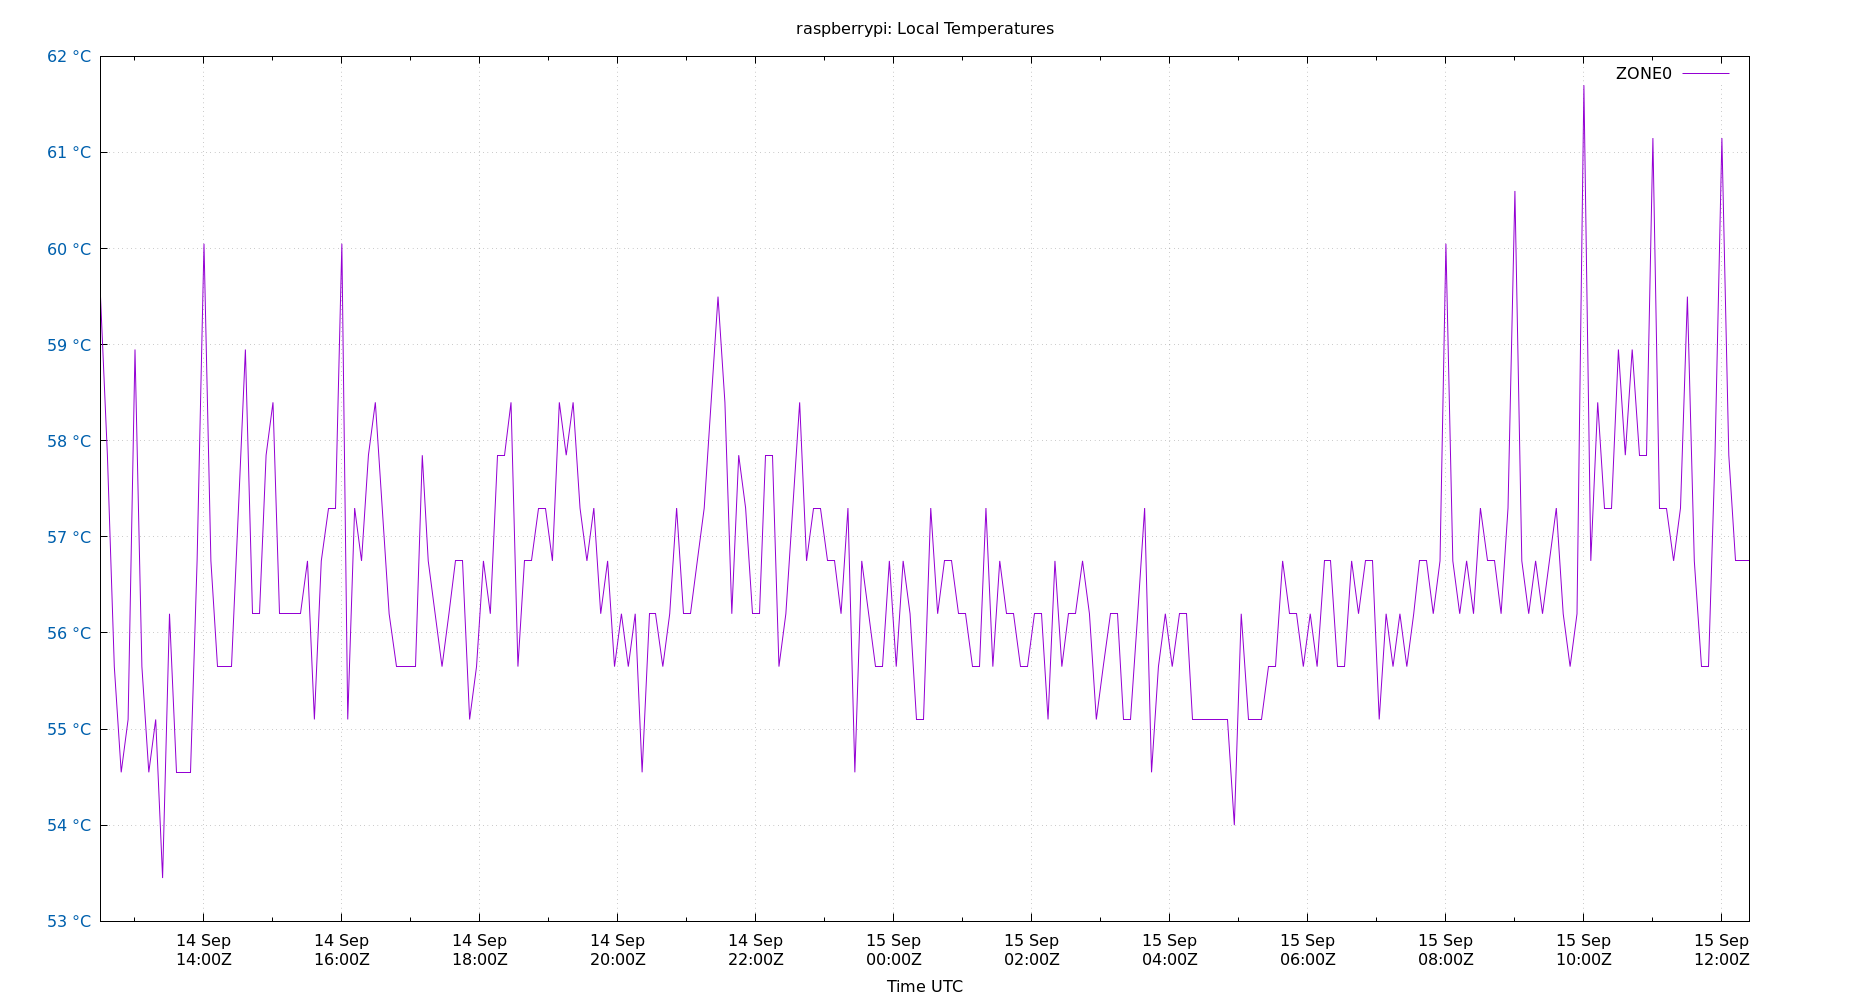 raspberrypi: Local Temperatures
62 °C
ZONE0
61 °C
60 °C
59 °C
58 °C
57 °C
56 °C
55 °C
54 °C
53 °C
14 Sep 14 Sep 14 Sep 14 Sep 14 Sep 15 Sep 15 Sep 15 Sep 15 Sep 15 Sep 15 Sep 15 Sep
14:00Z 16:00Z 18:00Z 20:00Z 22:00Z 00:00Z 02:00Z 04:00Z 06:00Z 08:00Z 10:00Z 12:00Z
Time UTC